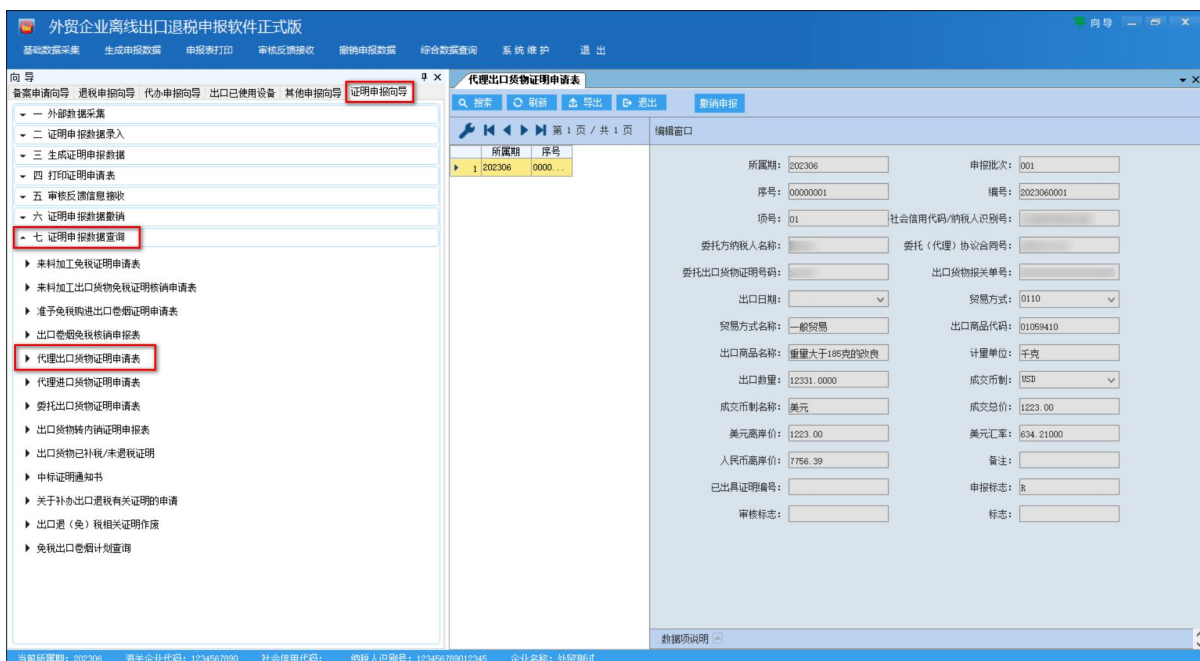 外贸企业离线出口退税申报软件正式版
向导
基础数据采集 生成申报数据 申报表打印 审核反馈接收 撤销申报数据 综合数据查询 系统维护 退出
向导
备案申请向导 退税申报向导 代办申报向导 出口已使用设备 其他申报向导 证明申报向导
一 外部数据采集
二 证明申报数据录入
三 生成证明申报数据
四 打印证明申请表
五 审核反馈信息接收
六 证明申报数据撤销
七 证明申报数据查询
来料加工免税证明申请表
来料加工出口货物免税证明核销申请表
准予免税购进出口卷烟证明申请表
出口卷烟免税核销申报表
代理出口货物证明申请表
代理进口货物证明申请表
委托出口货物证明申请表
出口货物转内销证明申报表
出口货物已补税/未退税证明
中标证明通知书
关于补办出口退税有关证明的申请
出口退（免）税相关证明作废
免税出口卷烟计划查询
代理出口货物证明申请表
搜索 刷新 导出 退出 撤销申报
第 1 页 / 共 1 页
所属期 序号
1 202306 0000...
编辑窗口
所属期: 202306 申报批次: 001
序号: 00000001 编号: 2023060001
项号: 01 社会信用代码/纳税人识别号:
委托方纳税人名称: 委托（代理）协议合同号:
委托出口货物证明号码: 出口货物报关单号:
出口日期: 贸易方式: 0110
贸易方式名称: 一般贸易 出口商品代码: 01059410
出口商品名称: 重量大于185克的改良 计量单位: 千克
出口数量: 12331.0000 成交币制: USD
成交币制名称: 美元 成交总价: 1223.00
美元离岸价: 1223.00 美元汇率: 634.21000
人民币离岸价: 7756.39 备注:
已出具证明编号: 申报标志: R
审核标志: 标志:
数据项说明
当前所属期: 202306 海关企业代码: 1234567890 社会信用代码: 纳税人识别号: 123456789012345 企业名称: 外贸测试